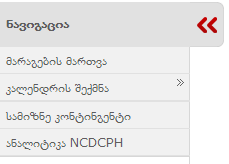 ნავიგაცია
მარაგების მართვა
კალენდრის შექმნა
სამიზნე კონტინგენტი
ანალიტიკა NCDCPH